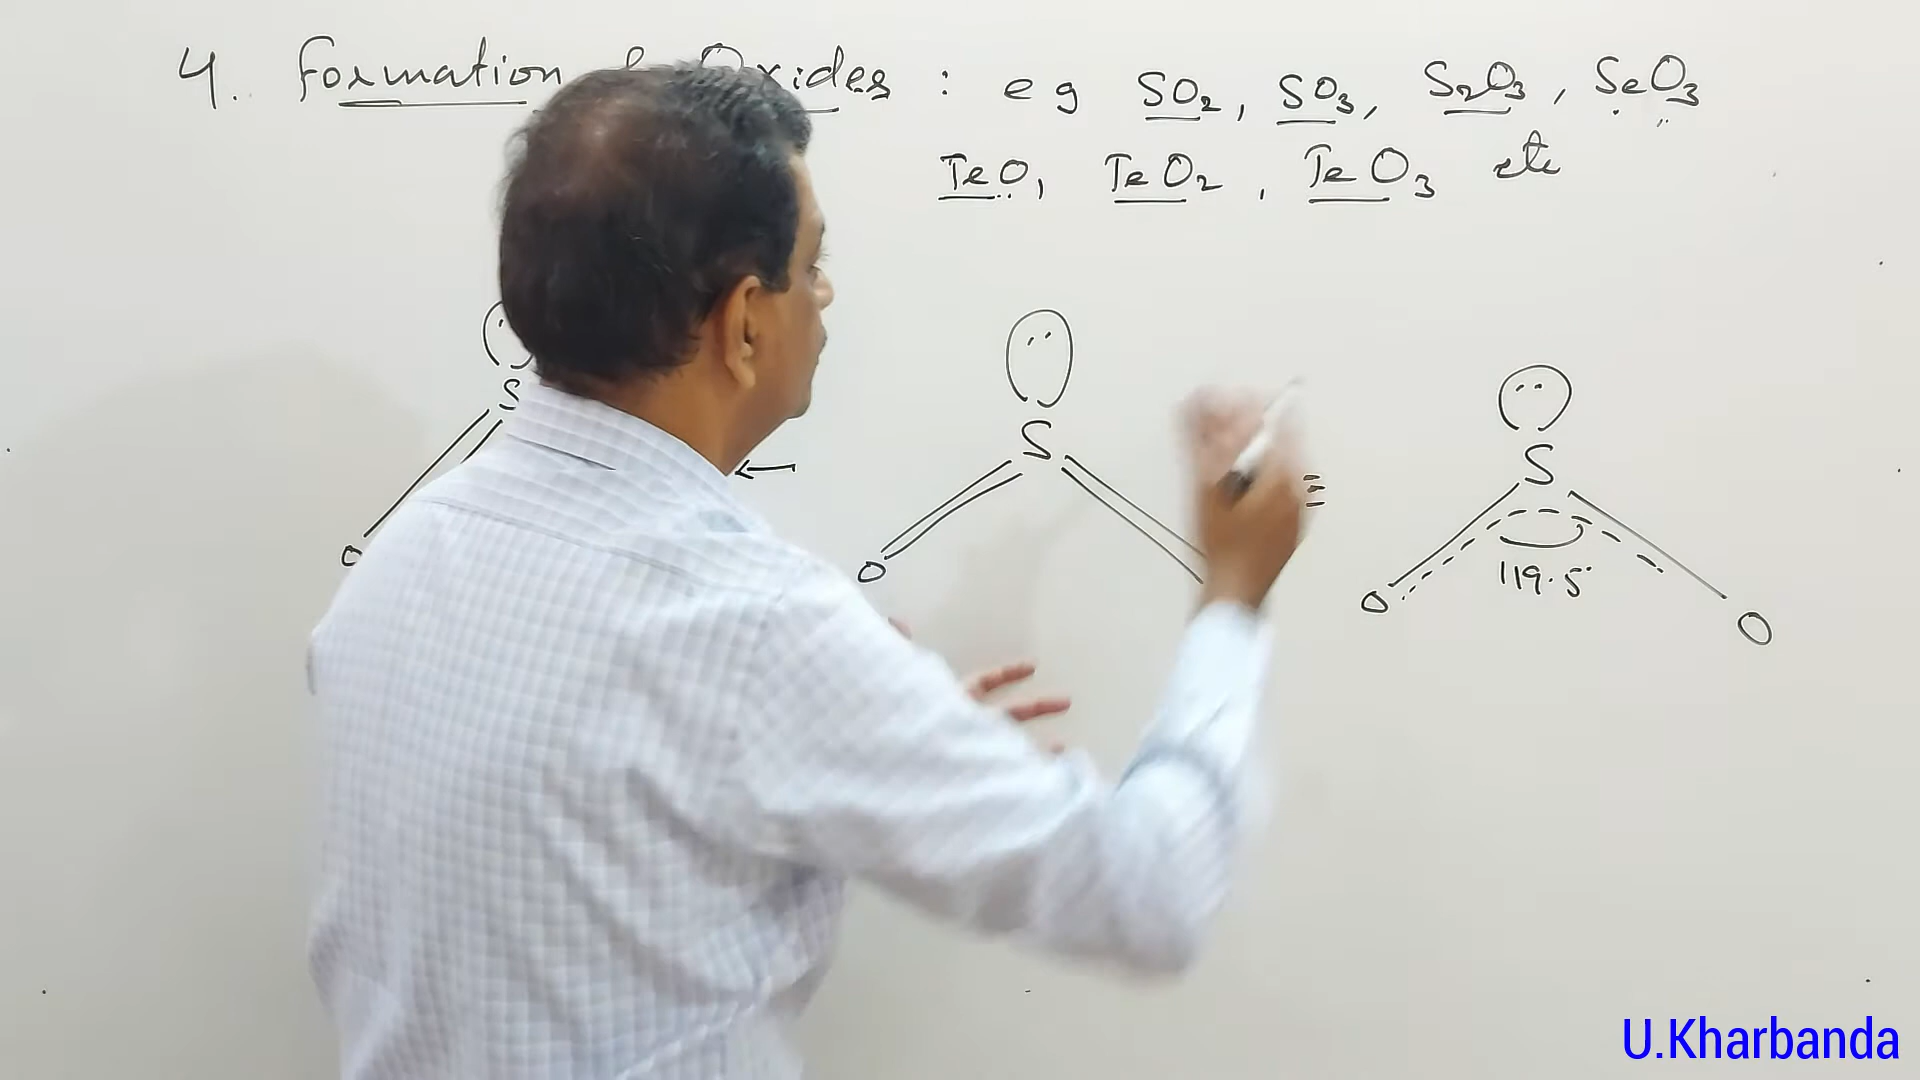 4. Formation Oxides : eg SO2, SO3, S2O3, SeO3
TeO, TeO2, TeO3 etc
S S S
O O O O
119.5
U.Kharbanda